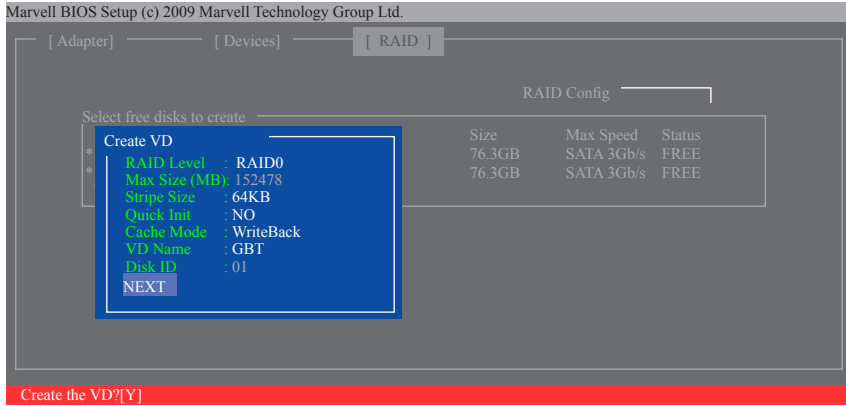 Marvell BIOS Setup (c) 2009 Marvell Technology Group Ltd.
[ Adapter] [ Devices] [ RAID ]
RAID Config
Select free disks to create
Size Max Speed Status
* 76.3GB SATA 3Gb/s FREE
* 76.3GB SATA 3Gb/s FREE
Create VD
RAID Level : RAID0
Max Size (MB): 152478
Stripe Size : 64KB
Quick Init : NO
Cache Mode : WriteBack
VD Name : GBT
Disk ID : 01
NEXT
Create the VD?[Y]